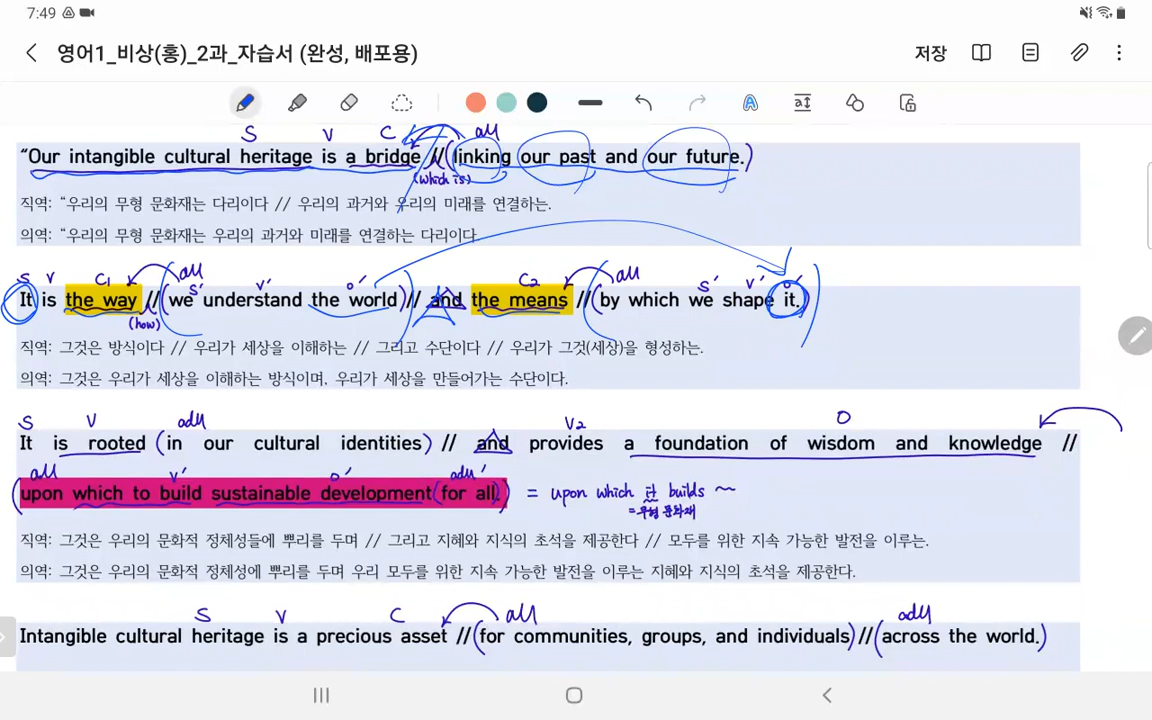 7:49
영어1_비상(홍)_2과_자습서 (완성, 배포용)
저장
S V C adj
“Our intangible cultural heritage is a bridge // (linking our past and our future.)
(which is)
직역: “우리의 무형 문화재는 다리이다 // 우리의 과거와 우리의 미래를 연결하는.
의역: “우리의 무형 문화재는 우리의 과거와 미래를 연결하는 다리이다.
S V C1 adj S' V' O' C2 adj S' V' O'
It is the way // (we understand the world) // and the means // (by which we shape it.)
(how)
직역: 그것은 방식이다 // 우리가 세상을 이해하는 // 그리고 수단이다 // 우리가 그것(세상)을 형성하는.
의역: 그것은 우리가 세상을 이해하는 방식이며, 우리가 세상을 만들어가는 수단이다.
S V adv V2 O
It is rooted (in our cultural identities) // and provides a foundation of wisdom and knowledge //
adj V' O' adv'
(upon which to build sustainable development (for all.)) = upon which it builds ~
=무형 문화재
직역: 그것은 우리의 문화적 정체성들에 뿌리를 두며 // 그리고 지혜와 지식의 초석을 제공한다 // 모두를 위한 지속 가능한 발전을 이루는.
의역: 그것은 우리의 문화적 정체성에 뿌리를 두며 우리 모두를 위한 지속 가능한 발전을 이루는 지혜와 지식의 초석을 제공한다.
S V C adj adv
Intangible cultural heritage is a precious asset // (for communities, groups, and individuals) // (across the world.)